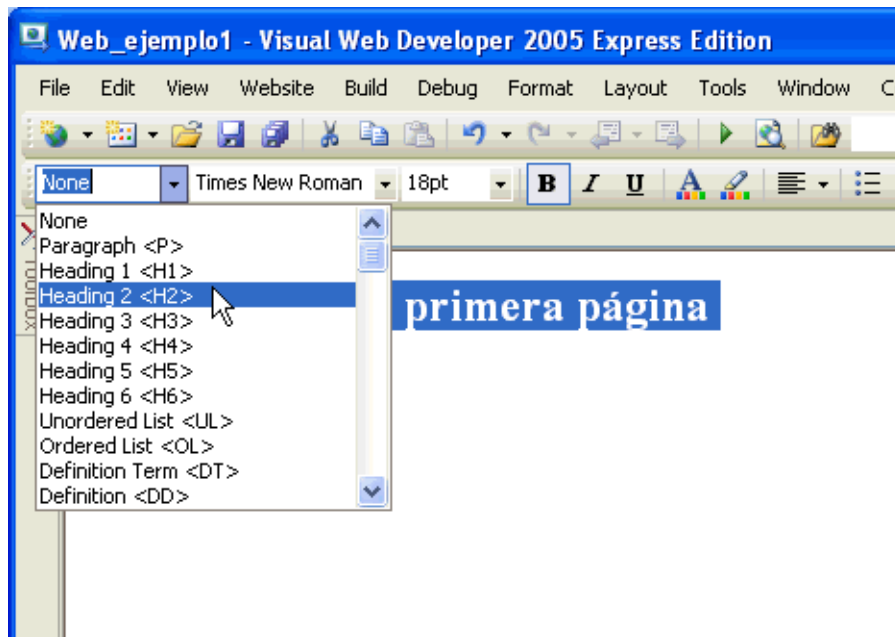 Web_ejemplo1 - Visual Web Developer 2005 Express Edition
File Edit View Website Build Debug Format Layout Tools Window C
None Times New Roman 18pt B I U A
None
Paragraph <P>
Heading 1 <H1>
Heading 2 <H2>
primera página
Heading 3 <H3>
Heading 4 <H4>
Heading 5 <H5>
Heading 6 <H6>
Unordered List <UL>
Ordered List <OL>
Definition Term <DT>
Definition <DD>